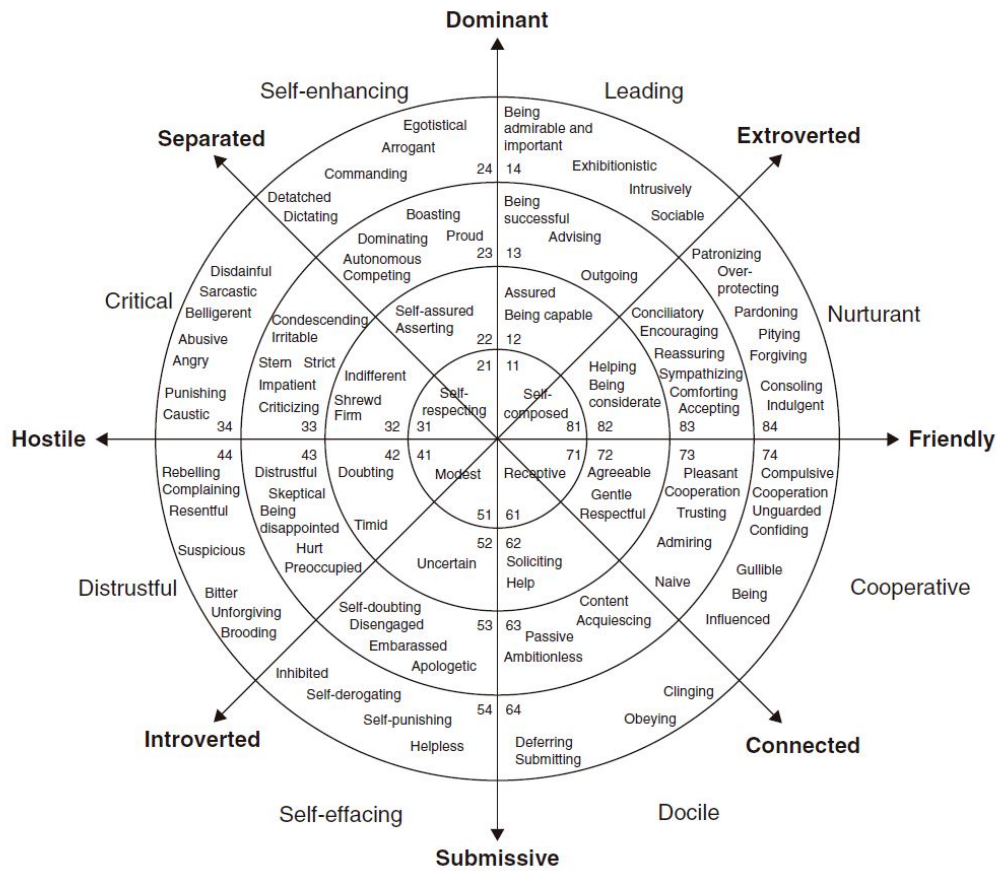 Dominant
Self-enhancing
Leading
Separated
Extroverted
Egotistical
Arrogant
Commanding
24
14
Being
admirable and
important
Exhibitionistic
Intrusively
Sociable
Detatched
Dictating
Boasting
Dominating
Proud
Autonomous
Competing
23
13
Being
successful
Advising
Outgoing
Critical
Nurturant
Disdainful
Sarcastic
Belligerent
Abusive
Angry
Punishing
Caustic
34
Condescending
Irritable
Stern
Strict
Impatient
Criticizing
33
Self-assured
Asserting
22
12
Assured
Being capable
Indifferent
Shrewd
Firm
32
21
11
Self-
respecting
31
Self-
composed
81
Helping
Being
considerate
82
Conciliatory
Encouraging
Reassuring
Sympathizing
Comforting
Accepting
83
Patronizing
Over-
protecting
Pardoning
Pitying
Forgiving
Consoling
Indulgent
84
Hostile
Friendly
44
Rebelling
Complaining
Resentful
Suspicious
Bitter
Unforgiving
Brooding
43
Distrustful
Skeptical
Being
disappointed
Hurt
Preoccupied
42
Doubting
Timid
41
Modest
51
71
Receptive
61
72
Agreeable
Gentle
Respectful
73
Pleasant
Cooperation
Trusting
Admiring
Naive
74
Compulsive
Cooperation
Unguarded
Confiding
Gullible
Being
Influenced
52
Uncertain
62
Soliciting
Help
Distrustful
Cooperative
Self-doubting
Disengaged
Embarassed
Apologetic
53
63
Content
Acquiescing
Passive
Ambitionless
Inhibited
Self-derogating
Self-punishing
Helpless
54
64
Clinging
Obeying
Deferring
Submitting
Introverted
Connected
Self-effacing
Docile
Submissive